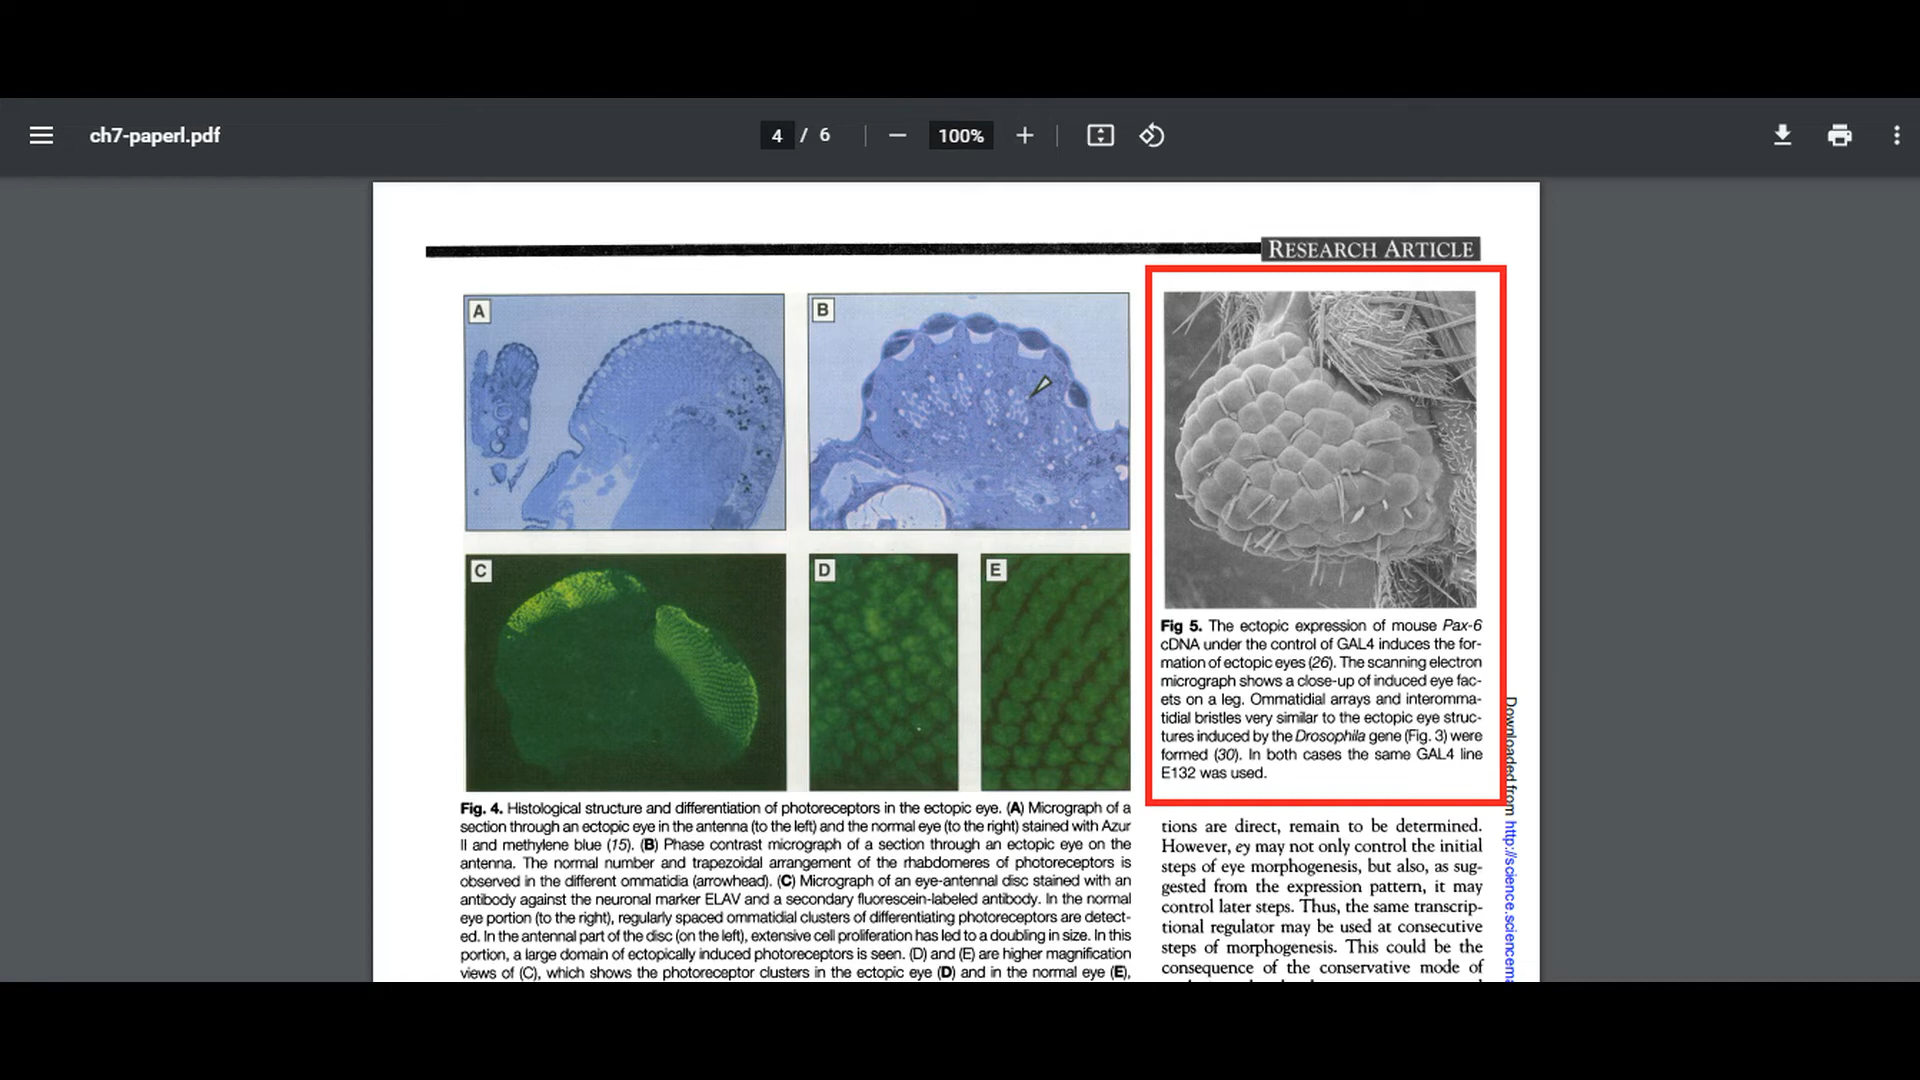 ch7-paperl.pdf
4 / 6
100%
RESEARCH ARTICLE
A
B
C
D
E
Fig. 4. Histological structure and differentiation of photoreceptors in the ectopic eye. (A) Micrograph of a
section through an ectopic eye in the antenna (to the left) and the normal eye (to the right) stained with Azur
II and methylene blue (15). (B) Phase contrast micrograph of a section through an ectopic eye on the
antenna. The normal number and trapezoidal arrangement of the rhabdomeres of photoreceptors is
observed in the different ommatidia (arrowhead). (C) Micrograph of an eye-antennal disc stained with an
antibody against the neuronal marker ELAV and a secondary fluorescein-labeled antibody. In the normal
eye portion (to the right), regularly spaced ommatidial clusters of differentiating photoreceptors are detect-
ed. In the antennal part of the disc (on the left), extensive cell proliferation has led to a doubling in size. In this
portion, a large domain of ectopically induced photoreceptors is seen. (D) and (E) are higher magnification
views of (C), which shows the photoreceptor clusters in the ectopic eye (D) and in the normal eye (E),
Fig 5. The ectopic expression of mouse Pax-6
cDNA under the control of GAL4 induces the for-
mation of ectopic eyes (26). The scanning electron
micrograph shows a close-up of induced eye fac-
ets on a leg. Ommatidial arrays and interomma-
tidial bristles very similar to the ectopic eye struc-
tures induced by the Drosophila gene (Fig. 3) were
formed (30). In both cases the same GAL4 line
E132 was used.
tions are direct, remain to be determined.
However, ey may not only control the initial
steps of eye morphogenesis, but also, as sug-
gested from the expression pattern, it may
control later steps. Thus, the same transcrip-
tional regulator may be used at consecutive
steps of morphogenesis. This could be the
consequence of the conservative mode of
Downloaded from http://science.sciencema